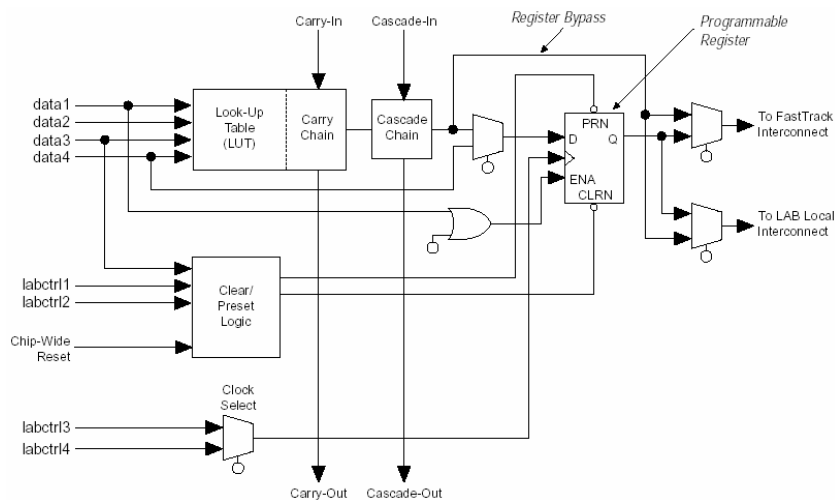 Carry-In
Cascade-In
Register Bypass
Programmable
Register
data1
data2
data3
data4
Look-Up
Table
(LUT)
Carry
Chain
Cascade
Chain
PRN
D
Q
ENA
CLRN
To FastTrack
Interconnect
To LAB Local
Interconnect
labctrl1
labctrl2
Chip-Wide
Reset
Clear/
Preset
Logic
Clock
Select
labctrl3
labctrl4
Carry-Out
Cascade-Out